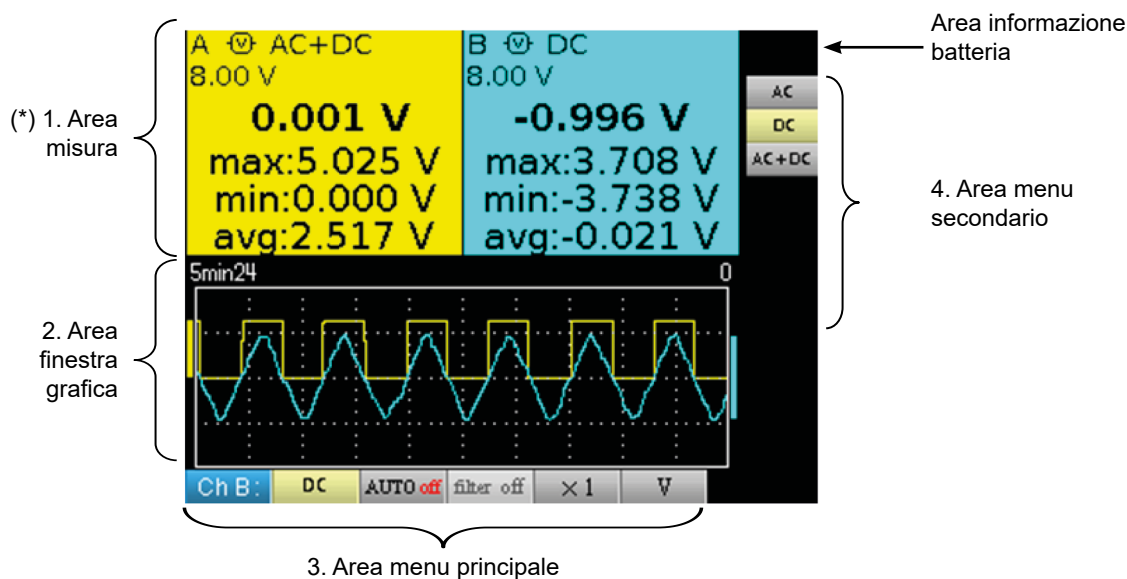 Area informazione
batteria
(*) 1. Area
misura
A V AC+DC
8.00 V
0.001 V
max:5.025 V
min:0.000 V
avg:2.517 V
B V DC
8.00 V
-0.996 V
max:3.708 V
min:-3.738 V
avg:-0.021 V
AC
DC
AC+DC
4. Area menu
secondario
5min24 0
2. Area
finestra
grafica
Ch B: DC AUTO off filter off ×1 V
3. Area menu principale